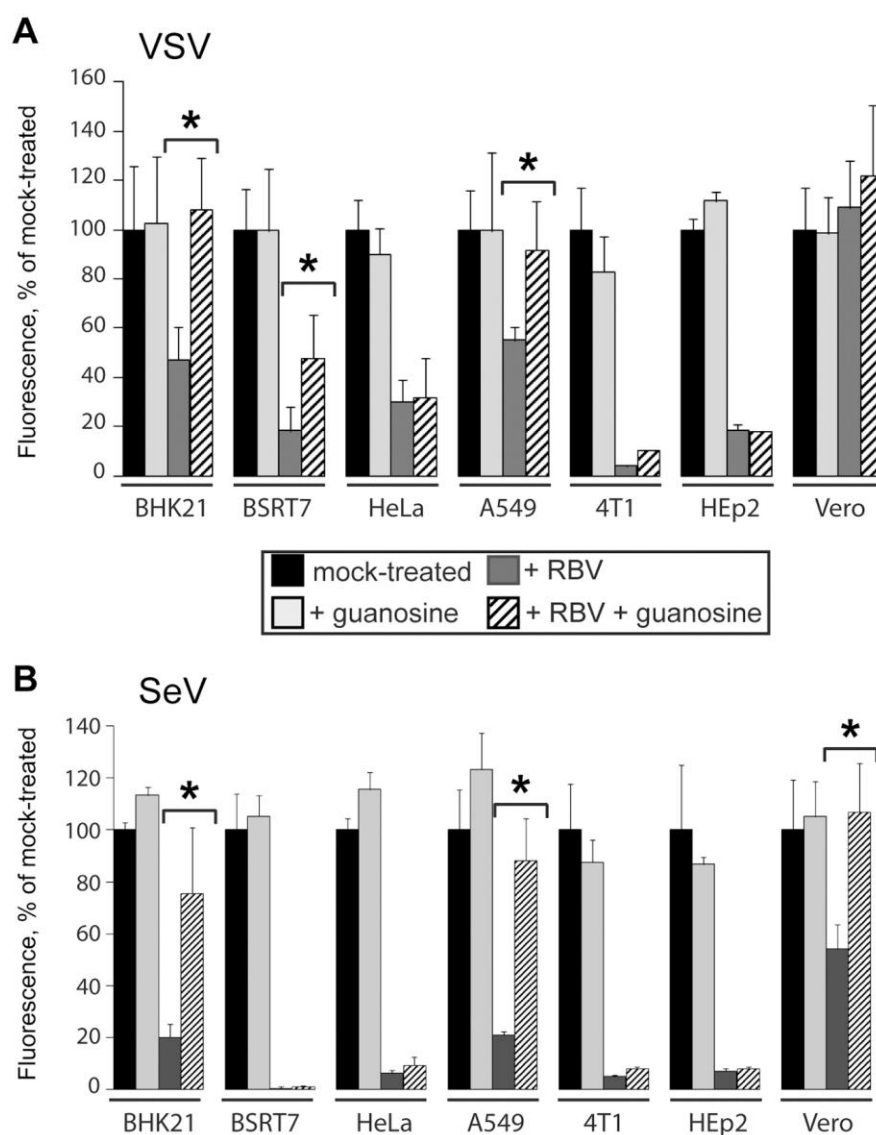 A
VSV
Fluorescence, % of mock-treated
160
140
120
100
80
60
40
20
0
*
*
*
BHK21 BSRT7 HeLa A549 4T1 HEp2 Vero
mock-treated + RBV
+ guanosine + RBV + guanosine
B
SeV
Fluorescence, % of mock-treated
140
120
100
80
60
40
20
0
*
*
*
BHK21 BSRT7 HeLa A549 4T1 HEp2 Vero